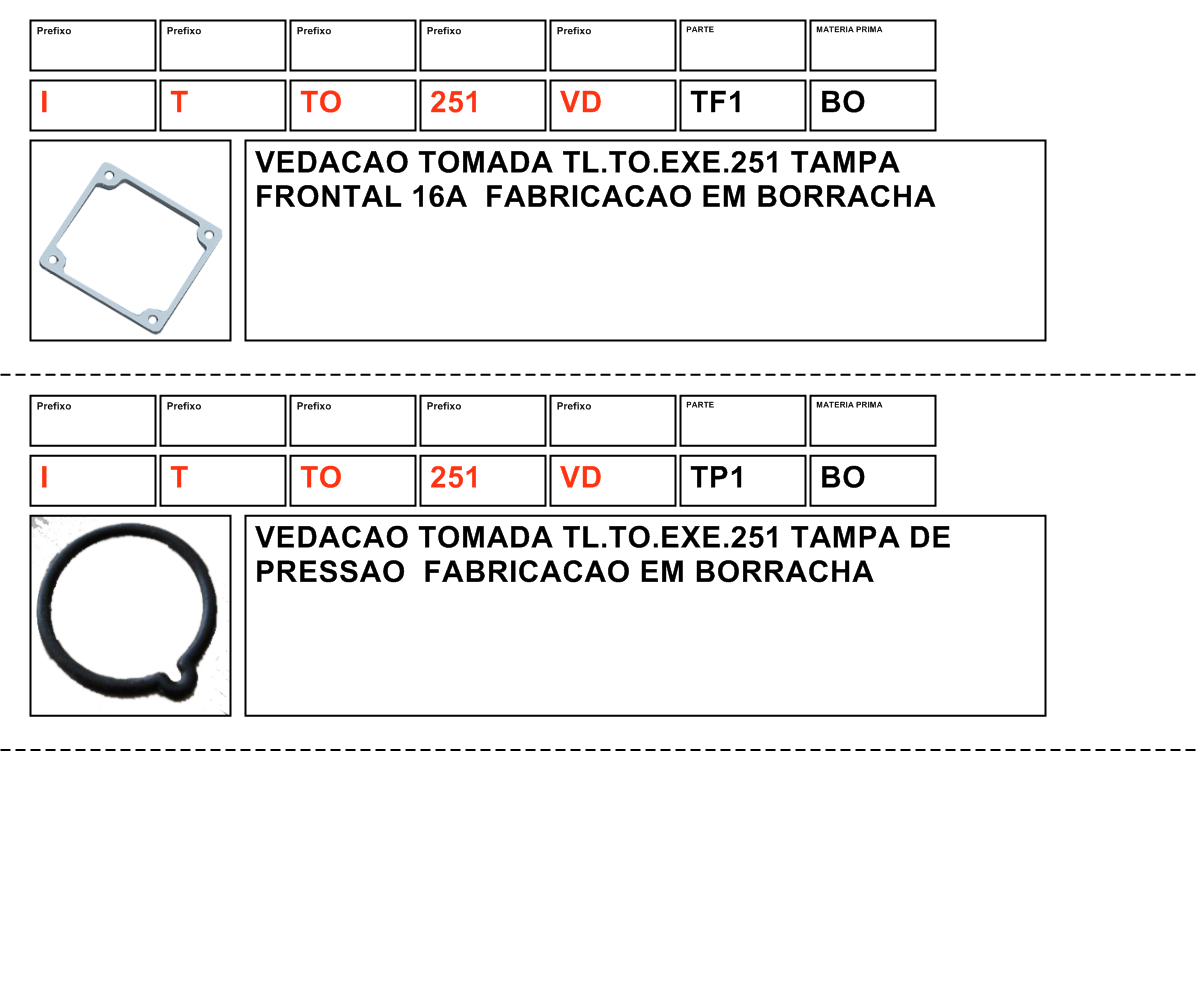 Prefixo Prefixo Prefixo Prefixo Prefixo PARTE MATERIA PRIMA
I T TO 251 VD TF1 BO
VEDACAO TOMADA TL.TO.EXE.251 TAMPA
FRONTAL 16A  FABRICACAO EM BORRACHA
Prefixo Prefixo Prefixo Prefixo Prefixo PARTE MATERIA PRIMA
I T TO 251 VD TP1 BO
VEDACAO TOMADA TL.TO.EXE.251 TAMPA DE
PRESSAO  FABRICACAO EM BORRACHA